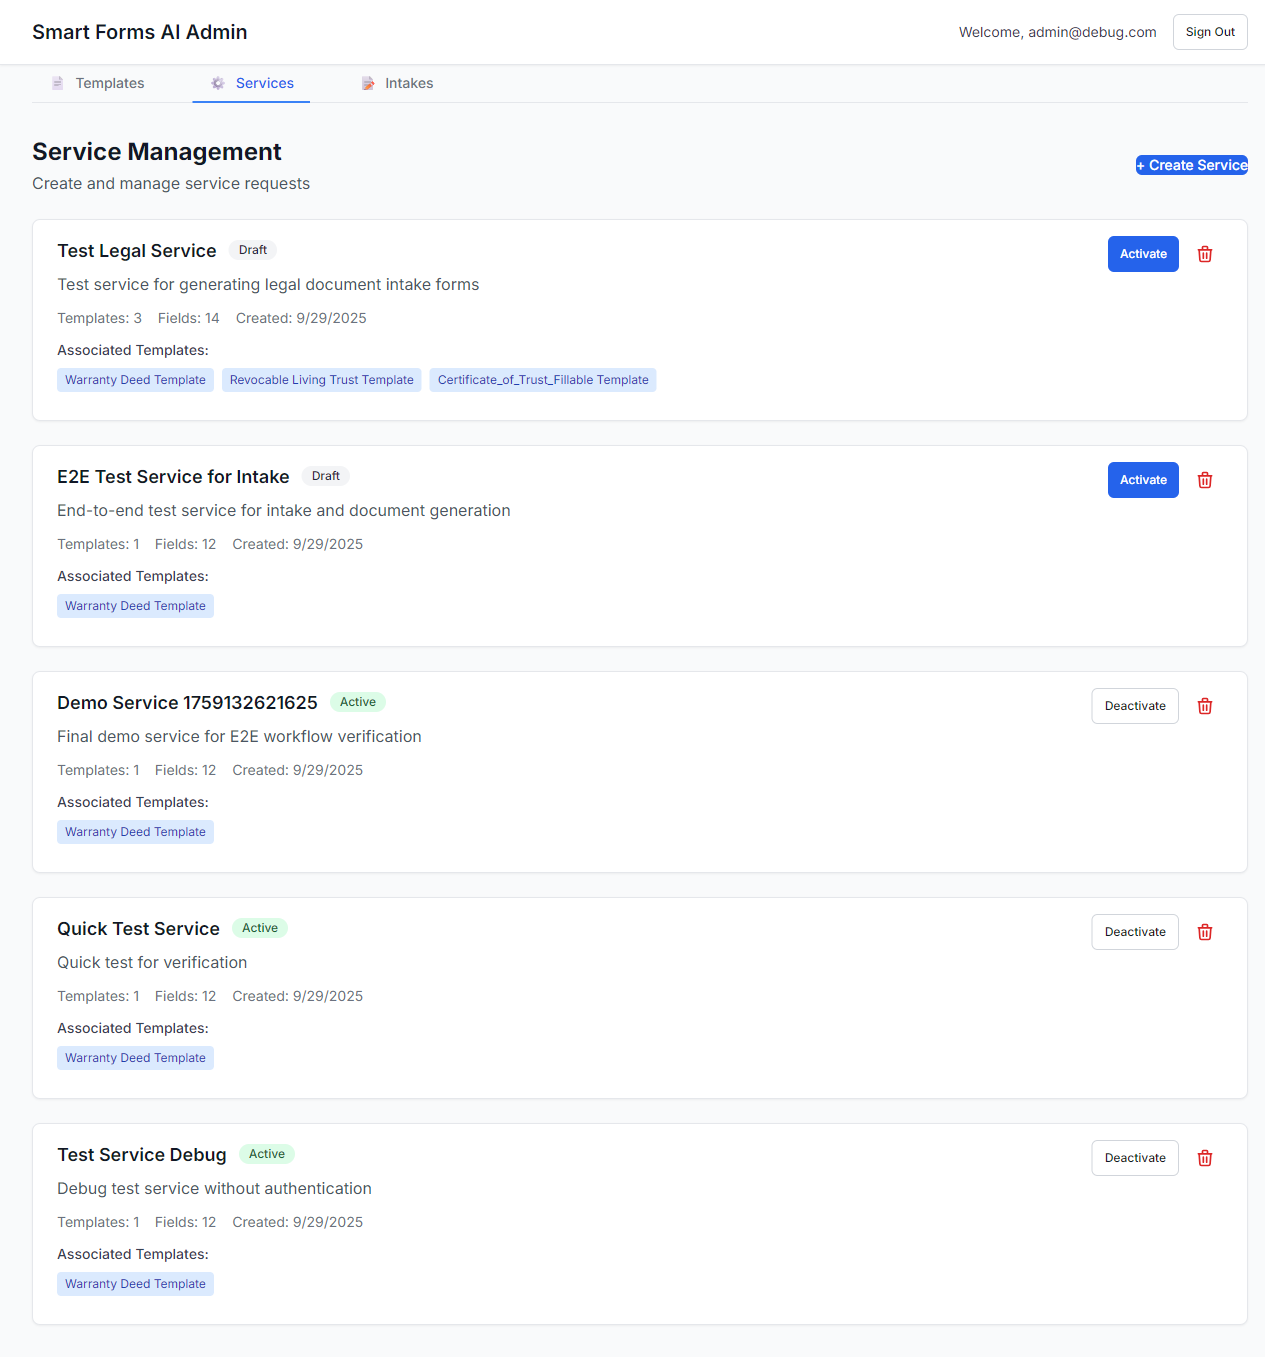 Smart Forms AI Admin
Welcome, admin@debug.com
Sign Out
Templates
Services
Intakes
Service Management
Create and manage service requests
+ Create Service
Test Legal Service
Draft
Activate
Test service for generating legal document intake forms
Templates: 3 Fields: 14 Created: 9/29/2025
Associated Templates:
Warranty Deed Template
Revocable Living Trust Template
Certificate_of_Trust_Fillable Template
E2E Test Service for Intake
Draft
Activate
End-to-end test service for intake and document generation
Templates: 1 Fields: 12 Created: 9/29/2025
Associated Templates:
Warranty Deed Template
Demo Service 1759132621625
Active
Deactivate
Final demo service for E2E workflow verification
Templates: 1 Fields: 12 Created: 9/29/2025
Associated Templates:
Warranty Deed Template
Quick Test Service
Active
Deactivate
Quick test for verification
Templates: 1 Fields: 12 Created: 9/29/2025
Associated Templates:
Warranty Deed Template
Test Service Debug
Active
Deactivate
Debug test service without authentication
Templates: 1 Fields: 12 Created: 9/29/2025
Associated Templates:
Warranty Deed Template